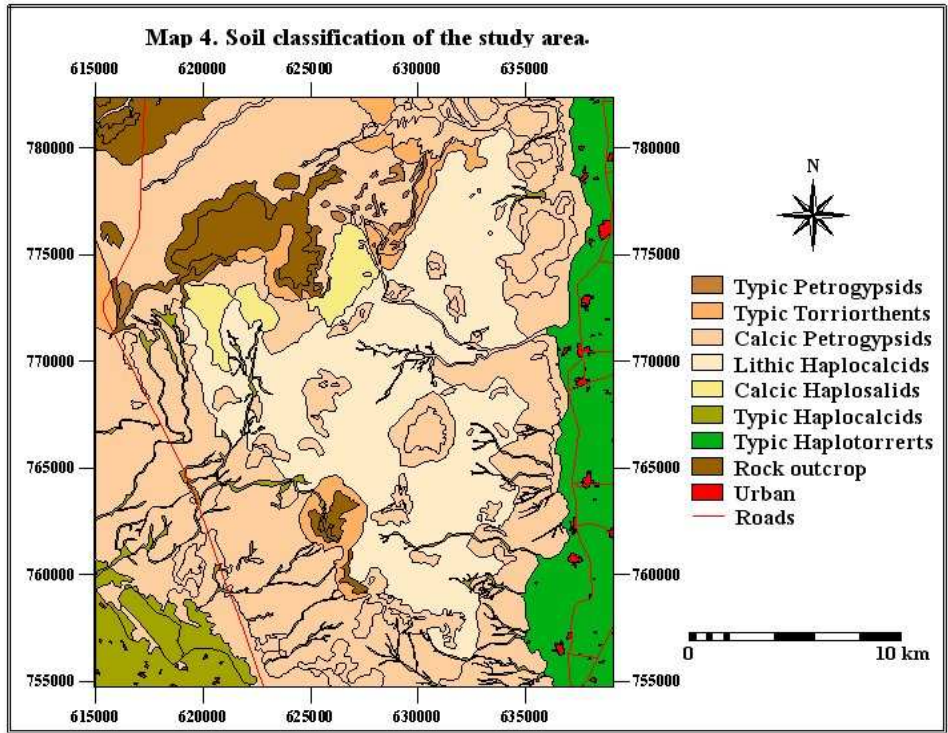 Map 4. Soil classification of the study area.
615000 620000 625000 630000 635000
780000 780000
N
775000 775000
Typic Petrogypsids
Typic Torriorthents
Calcic Petrogypsids
770000 770000
Lithic Haplocalcids
Calcic Haplosalids
Typic Haplocalcids
Typic Haplotorrerts
765000 765000
Rock outcrop
Urban
Roads
760000 760000
0 10 km
755000 755000
615000 620000 625000 630000 635000